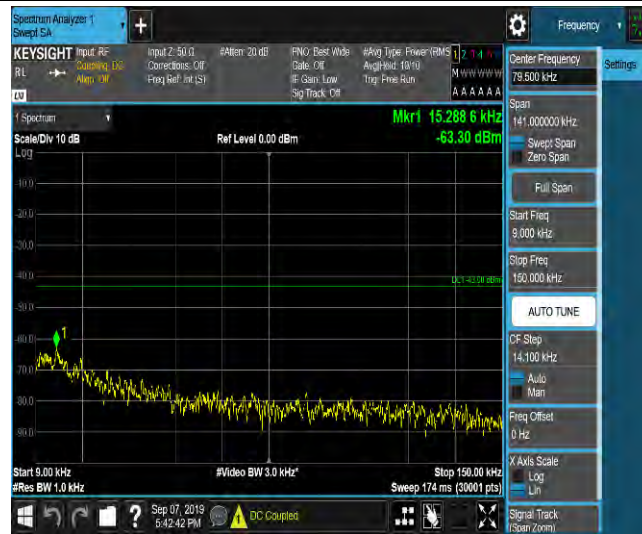 Spectrum Analyzer 1
Swept SA
+
Frequency
KEYSIGHT
RL
Input: RF
Coupling: DC
Align: Off
Input Z: 50 Ω
Corrections: Off
Freq Ref: Int (S)
#Atten: 20 dB
PNO: Best Wide
Gate: Off
IF Gain: Low
Sig Track: Off
#Avg Type: Power (RMS
Avg|Hold: 10/10
Trig: Free Run
M W W W W W
A A A A A A
LXI
1 Spectrum
Scale/Div 10 dB
Log
Ref Level 0.00 dBm
Mkr1 15.288 6 kHz
-63.30 dBm
-10.0
-20.0
-30.0
-40.0
-50.0
-60.0
-70.0
-80.0
-90.0
DL1 -43.00 dBm
1
Start 9.00 kHz
#Res BW 1.0 kHz
#Video BW 3.0 kHz*
Stop 150.00 kHz
Sweep 174 ms (30001 pts)
Center Frequency
79.500 kHz
Settings
Span
141.000000 kHz
Swept Span
Zero Span
Full Span
Start Freq
9.000 kHz
Stop Freq
150.000 kHz
AUTO TUNE
CF Step
14.100 kHz
Auto
Man
Freq Offset
0 Hz
X Axis Scale
Log
Lin
Signal Track
(Span Zoom)
?
Sep 07, 2019
5:42:42 PM
DC Coupled